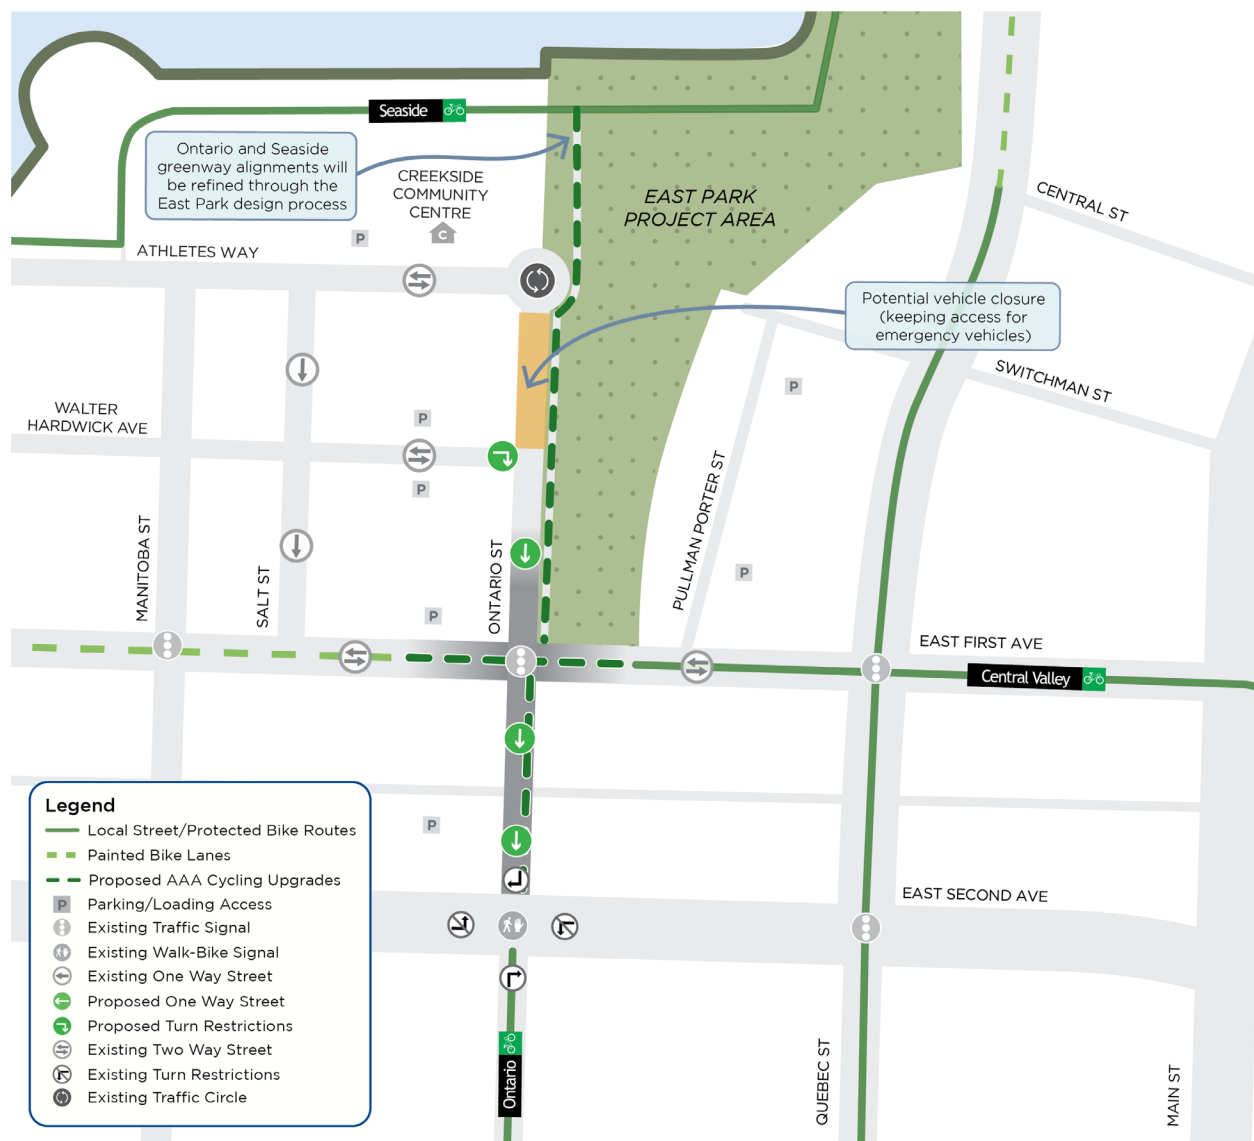 Seaside
Ontario and Seaside
greenway alignments will
be refined through the
East Park design process
CREEKSIDE
COMMUNITY
CENTRE
C
P
EAST PARK
PROJECT AREA
CENTRAL ST
ATHLETES WAY
Potential vehicle closure
(keeping access for
emergency vehicles)
SWITCHMAN ST
P
WALTER
HARDWICK AVE
P
P
PULLMAN PORTER ST
MANITOBA ST
SALT ST
ONTARIO ST
P
P
EAST FIRST AVE
Central Valley
P
EAST SECOND AVE
Ontario
QUEBEC ST
MAIN ST
Legend
Local Street/Protected Bike Routes
Painted Bike Lanes
Proposed AAA Cycling Upgrades
P Parking/Loading Access
Existing Traffic Signal
Existing Walk-Bike Signal
Existing One Way Street
Proposed One Way Street
Proposed Turn Restrictions
Existing Two Way Street
Existing Turn Restrictions
Existing Traffic Circle